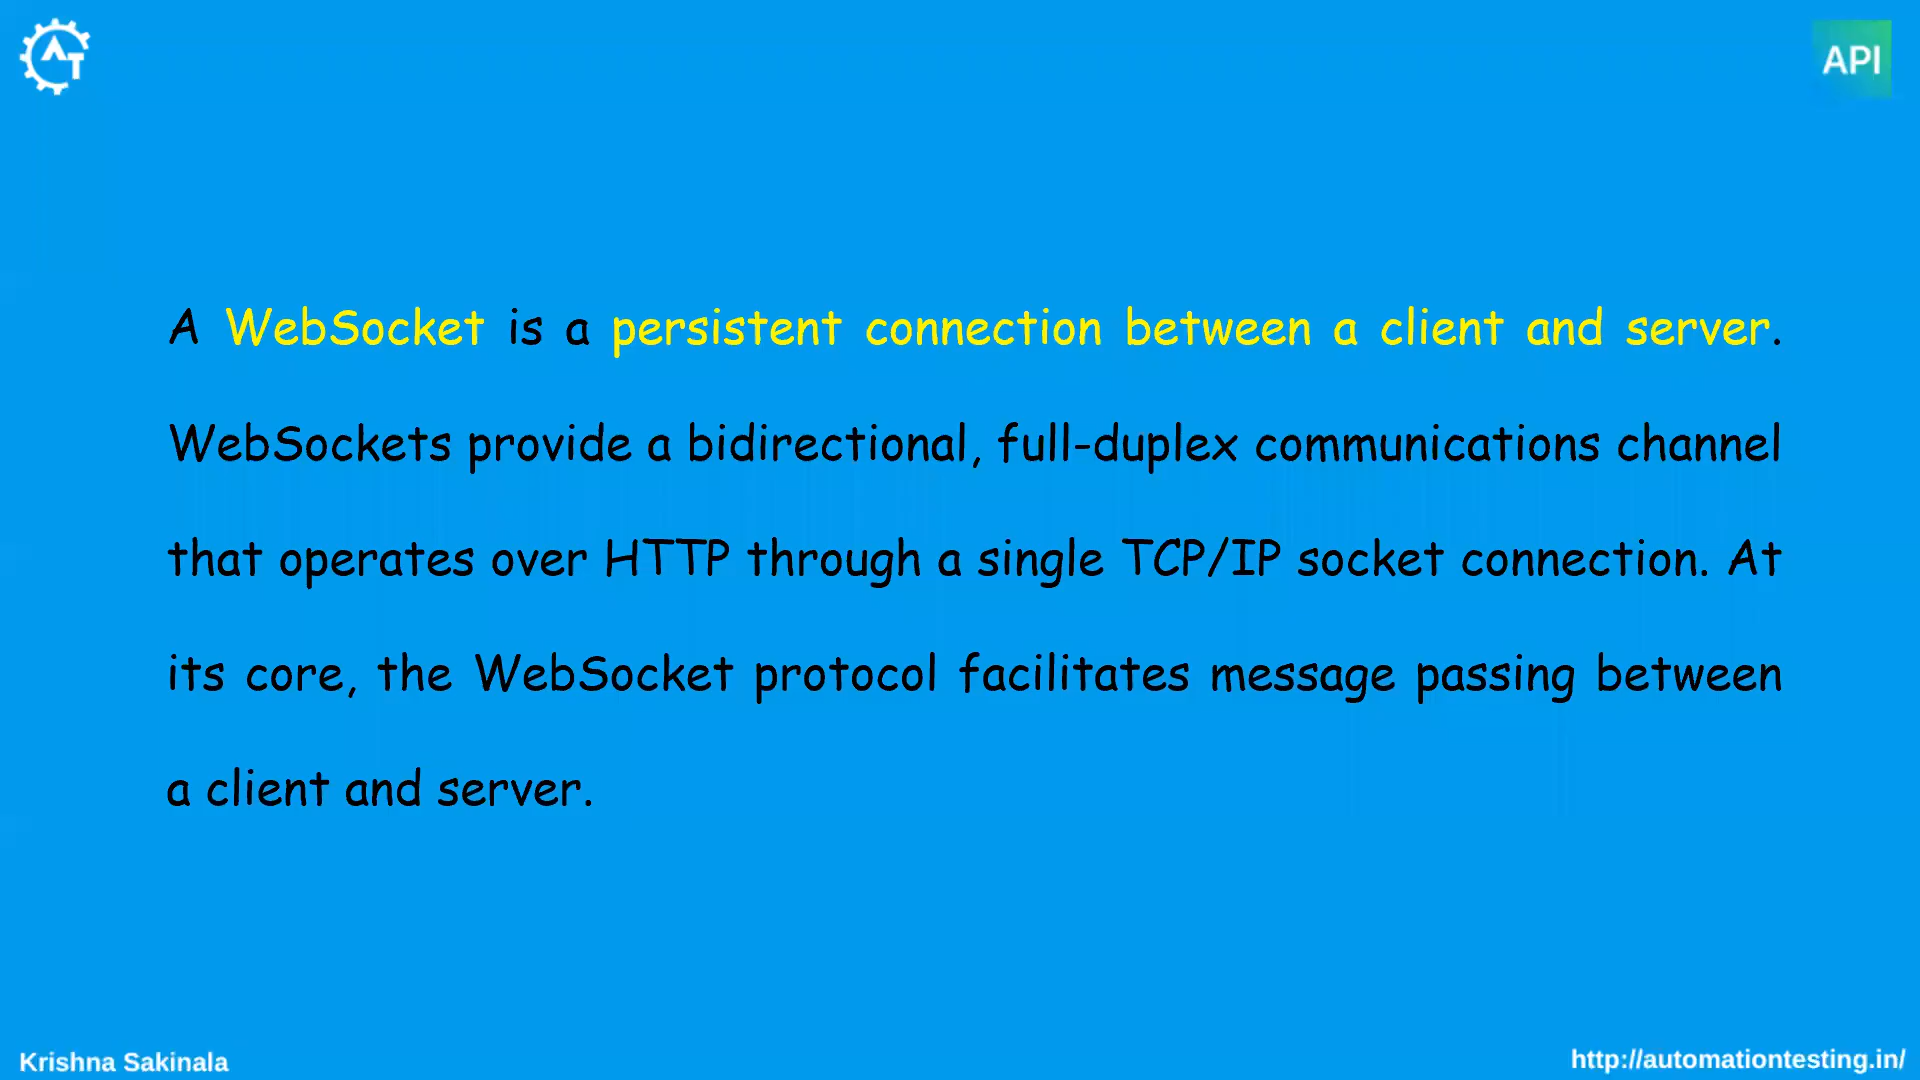 AT
API
A WebSocket is a persistent connection between a client and server.
WebSockets provide a bidirectional, full-duplex communications channel
that operates over HTTP through a single TCP/IP socket connection. At
its core, the WebSocket protocol facilitates message passing between
a client and server.
Krishna Sakinala
http://automationtesting.in/